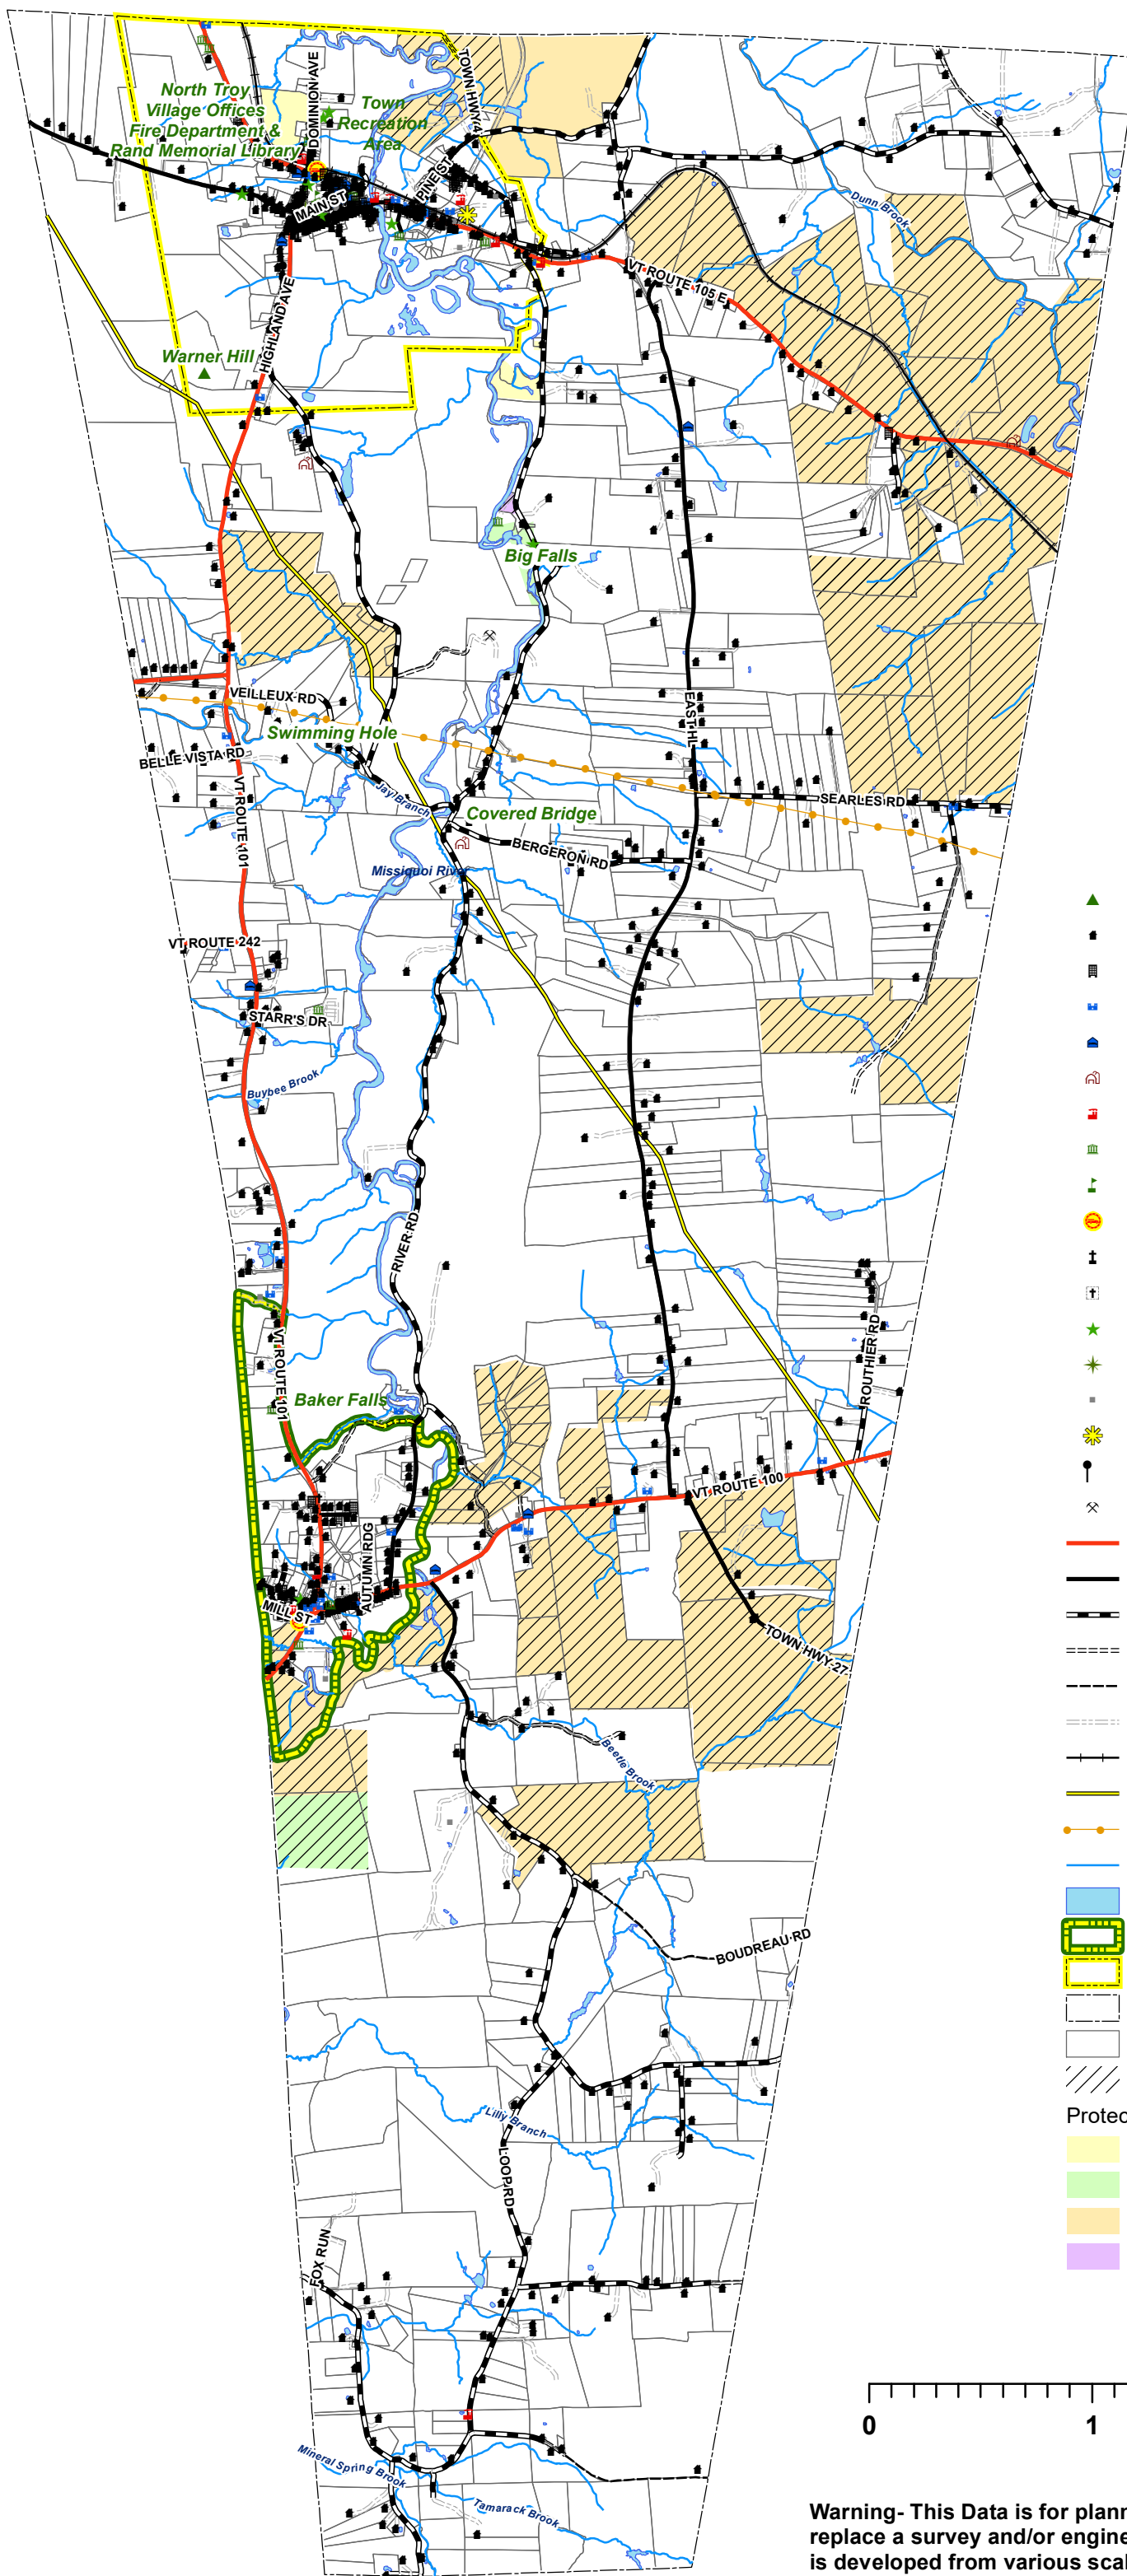 North Troy
Village Offices
Fire Department &
Rand Memorial Library
DOMINION AVE
Town
Recreation
Area
TOWN HWY 4
PINE ST
MAIN ST
Dunn Brook
VT ROUTE 105 E
HIGHLAND AVE
Warner Hill
Big Falls
VEILLEUX RD
EAST HL
Swimming Hole
BELLE VISTA RD
VT ROUTE 101
Jay Branch
Covered Bridge
SEARLES RD
BERGERON RD
Missiquoi River
VT ROUTE 242
STARR'S DR
Buybee Brook
RIVER RD
VT ROUTE 101
ROUTHIER RD
Baker Falls
VT ROUTE 100
AUTUMN RDG
MILL ST
TOWN HWY 27
Beetle Brook
BOUDREAU RD
Lilly Branch
LOOP RD
Protec
FOX RUN
0 1
Mineral Spring Brook
Tamarack Brook
Warning- This Data is for plann
replace a survey and/or engine
is developed from various scal